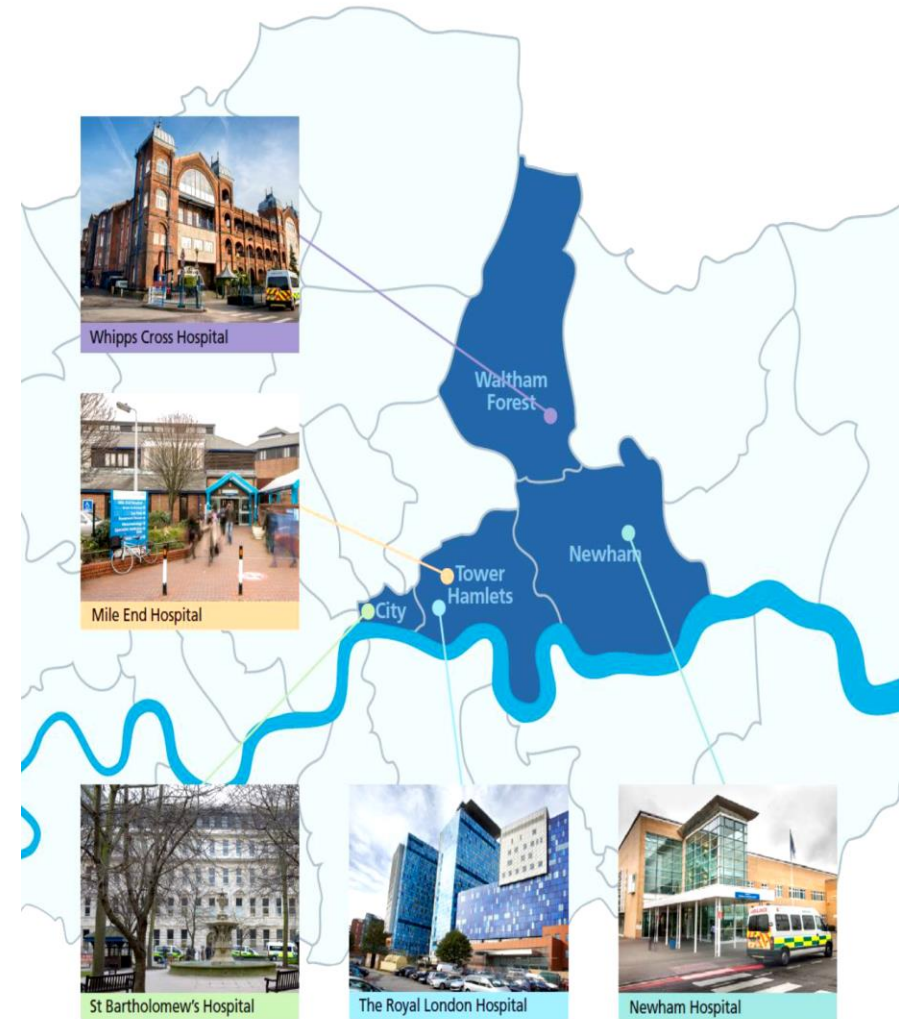 Whipps Cross Hospital
Waltham
Forest
Mile End Hospital
Newham
Tower
Hamlets
City
St Bartholomew's Hospital
The Royal London Hospital
Newham Hospital